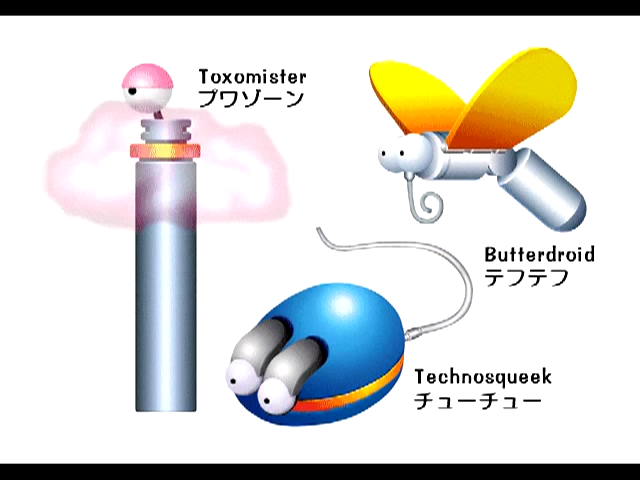 Toxomister
プワゾーン
Butterdroid
テフテフ
Technosqueek
チューチュー